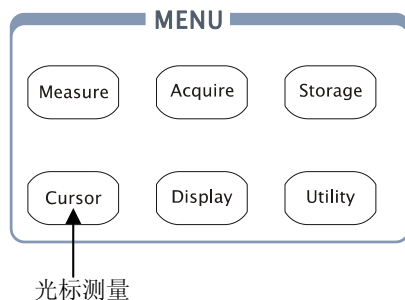 MENU
Measure Acquire Storage
Cursor Display Utility
光标测量